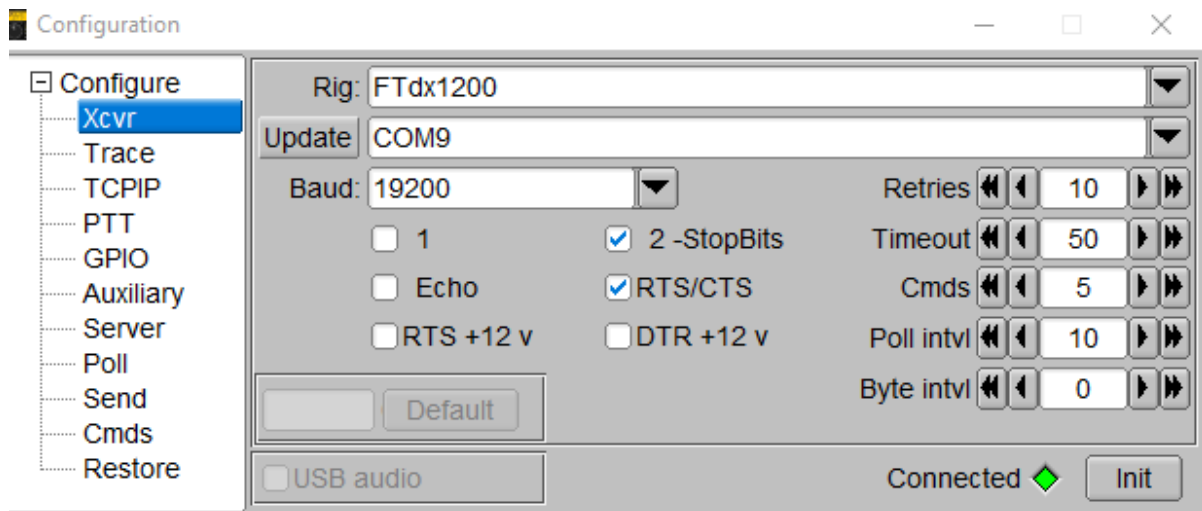 Configuration
Configure
Xcvr
Trace
TCPIP
PTT
GPIO
Auxiliary
Server
Poll
Send
Cmds
Restore
Rig: FTdx1200
Update COM9
Baud: 19200
Retries 10
1 2 -StopBits
Timeout 50
Echo RTS/CTS
Cmds 5
RTS +12 v DTR +12 v
Poll intvl 10
Byte intvl 0
Default
USB audio
Connected Init